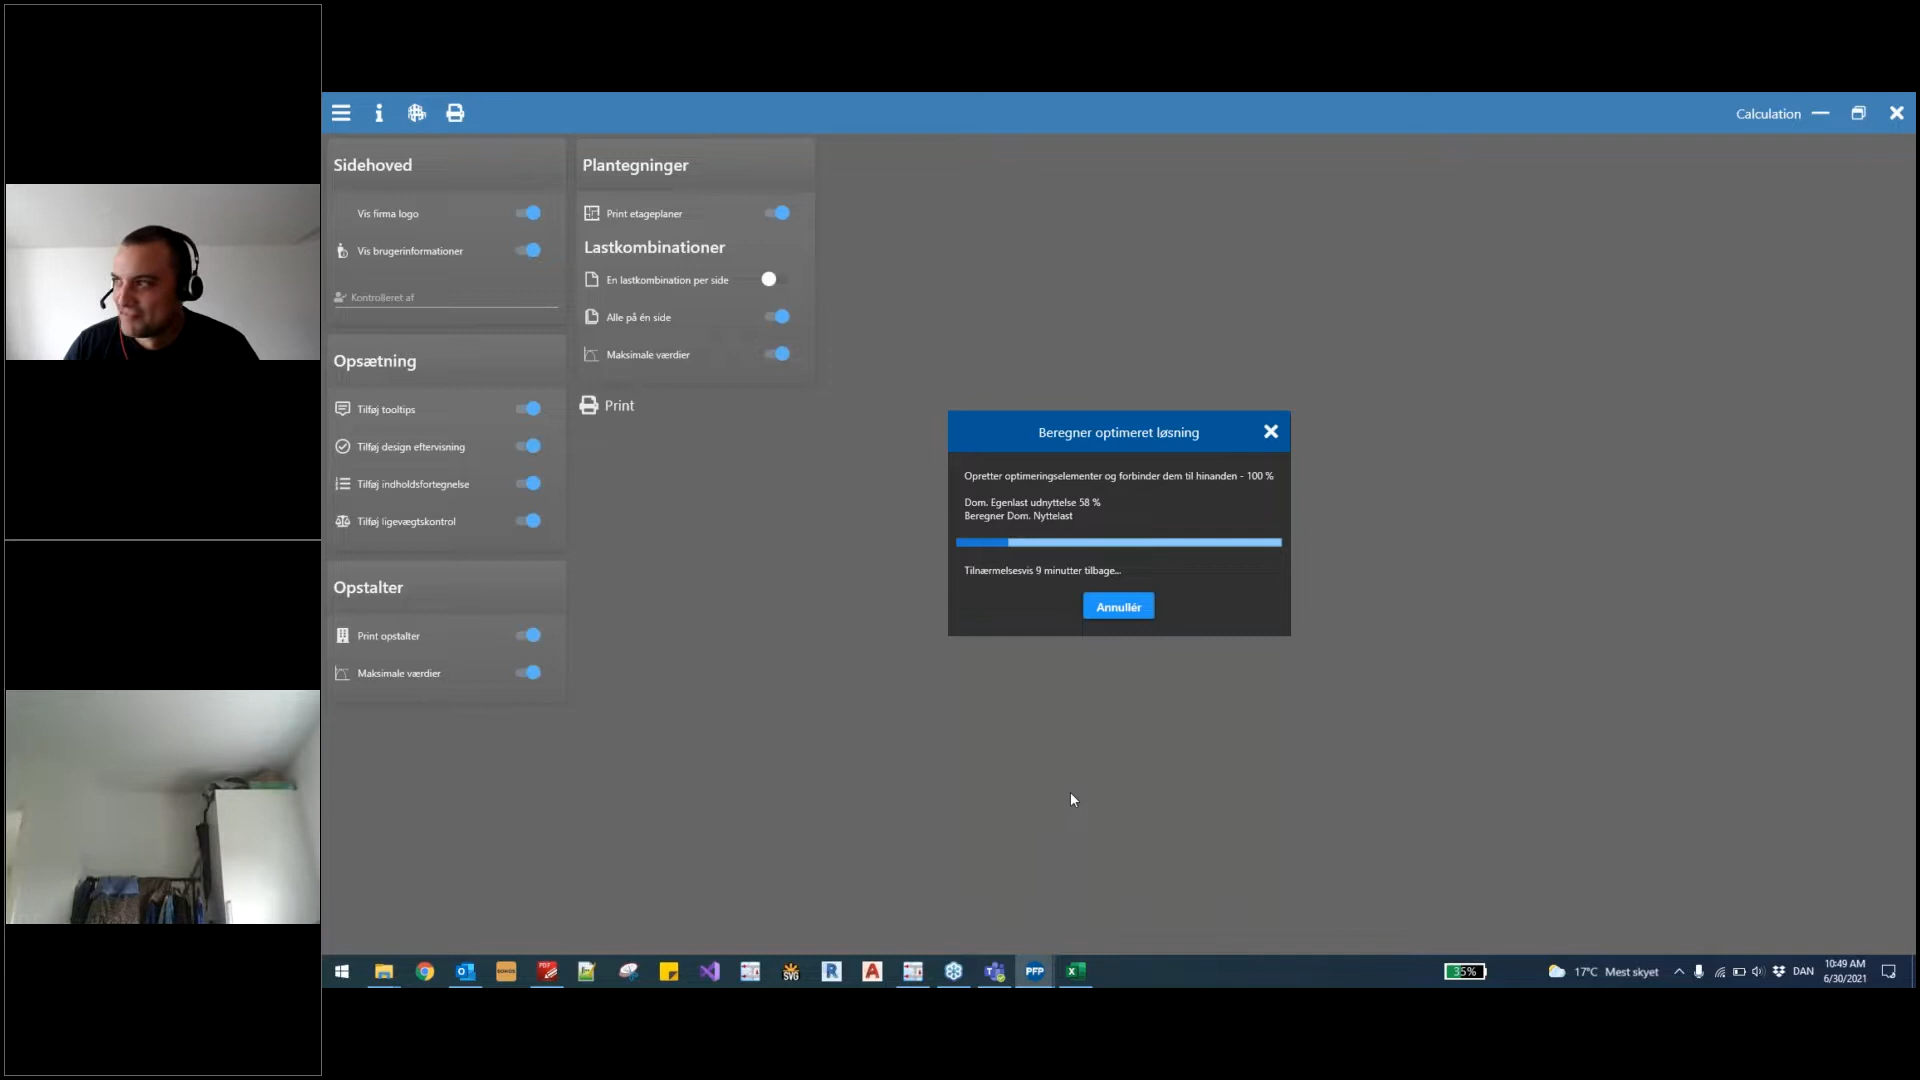 Calculation
Sidehoved
Vis firma logo
Vis brugerinformationer
Kontrolleret af
Opsætning
Tilføj tooltips
Tilføj design eftervisning
Tilføj indholdsfortegnelse
Tilføj ligevægtskontrol
Opstalter
Print opstalter
Maksimale værdier
Plantegninger
Print etageplaner
Lastkombinationer
En lastkombination per side
Alle på én side
Maksimale værdier
Print
Beregner optimeret løsning
Opretter optimeringselementer og forbinder dem til hinanden - 100 %
Dom. Egenlast udnyttelse 58 %
Beregner Dom. Nyttelast
Tilnærmelsesvis 9 minutter tilbage...
Annullér
PDF
SVG
R
A
PFP
35%
17°C Mest skyet
DAN
10:49 AM
6/30/2021